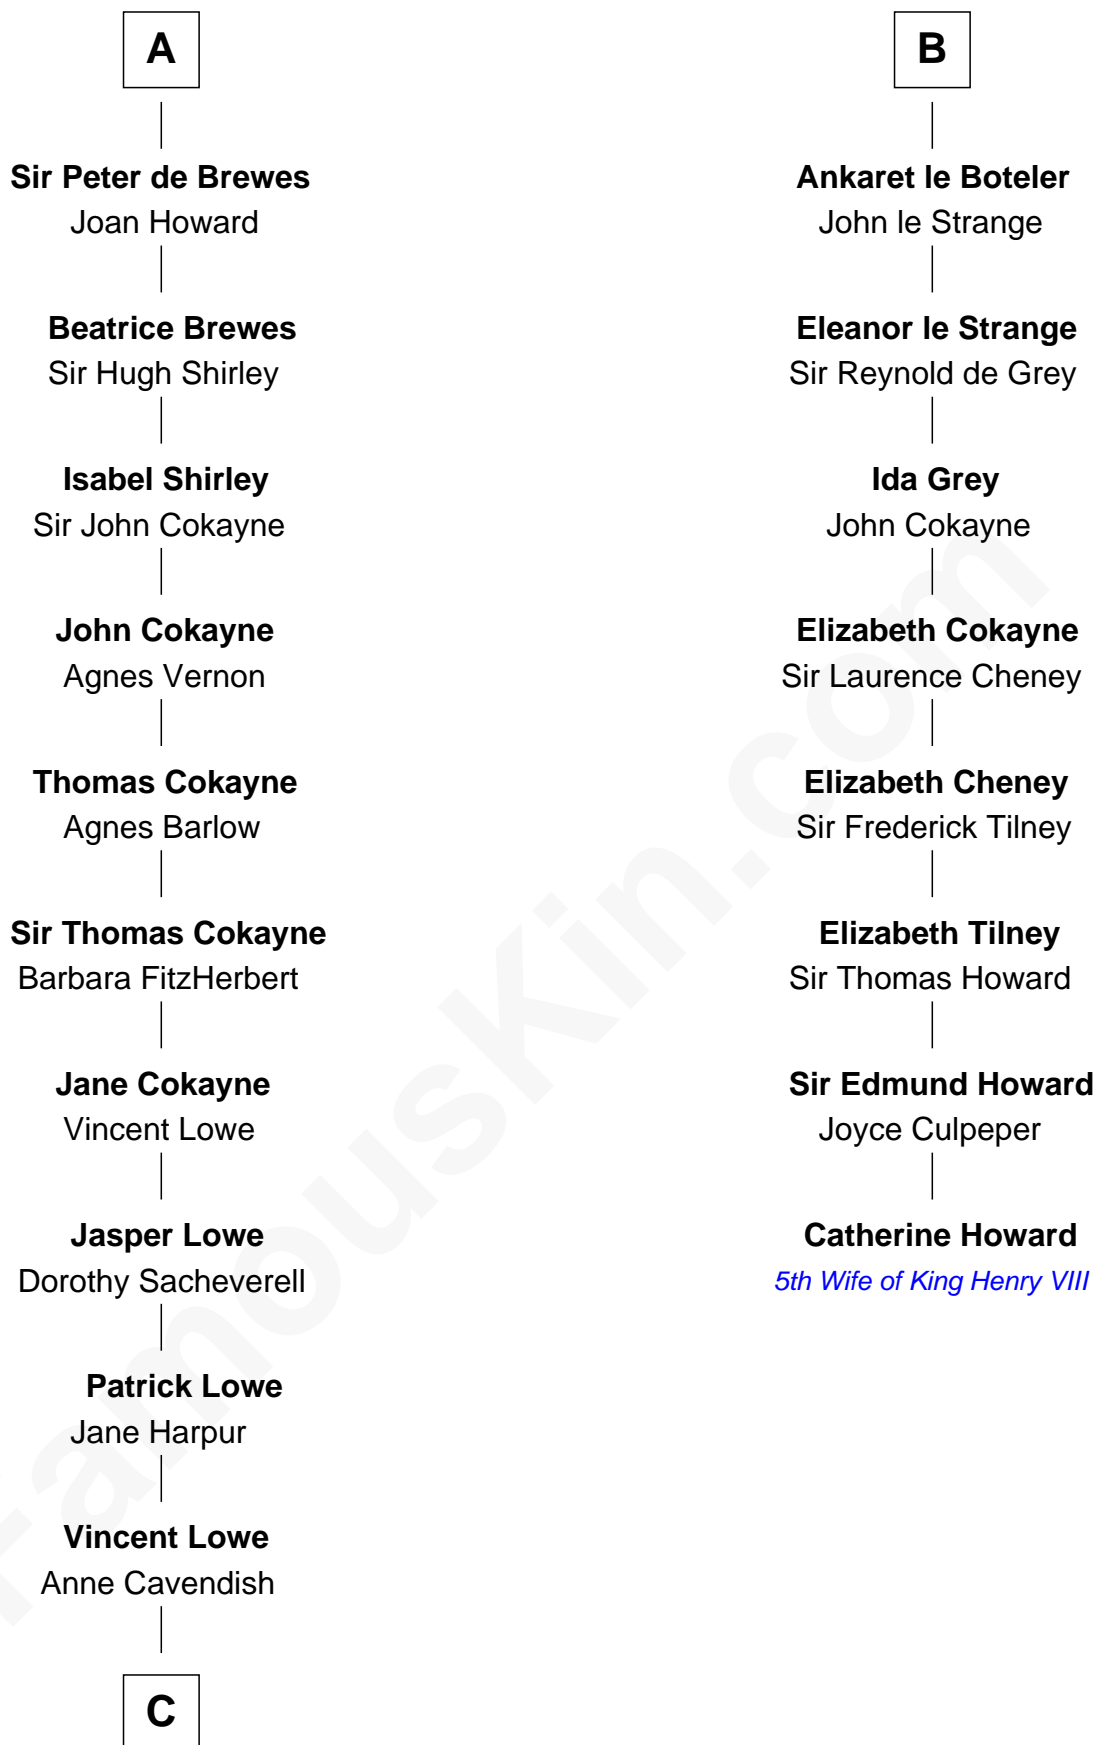 A
Sir Peter de Brewes
Joan Howard
Beatrice Brewes
Sir Hugh Shirley
Isabel Shirley
Sir John Cokayne
John Cokayne
Agnes Vernon
Thomas Cokayne
Agnes Barlow
Sir Thomas Cokayne
Barbara FitzHerbert
Jane Cokayne
Vincent Lowe
Jasper Lowe
Dorothy Sacheverell
Patrick Lowe
Jane Harpur
Vincent Lowe
Anne Cavendish
C
B
Ankaret le Boteler
John le Strange
Eleanor le Strange
Sir Reynold de Grey
Ida Grey
John Cokayne
Elizabeth Cokayne
Sir Laurence Cheney
Elizabeth Cheney
Sir Frederick Tilney
Elizabeth Tilney
Sir Thomas Howard
Sir Edmund Howard
Joyce Culpeper
Catherine Howard
5th Wife of King Henry VIII
FamousKin.com